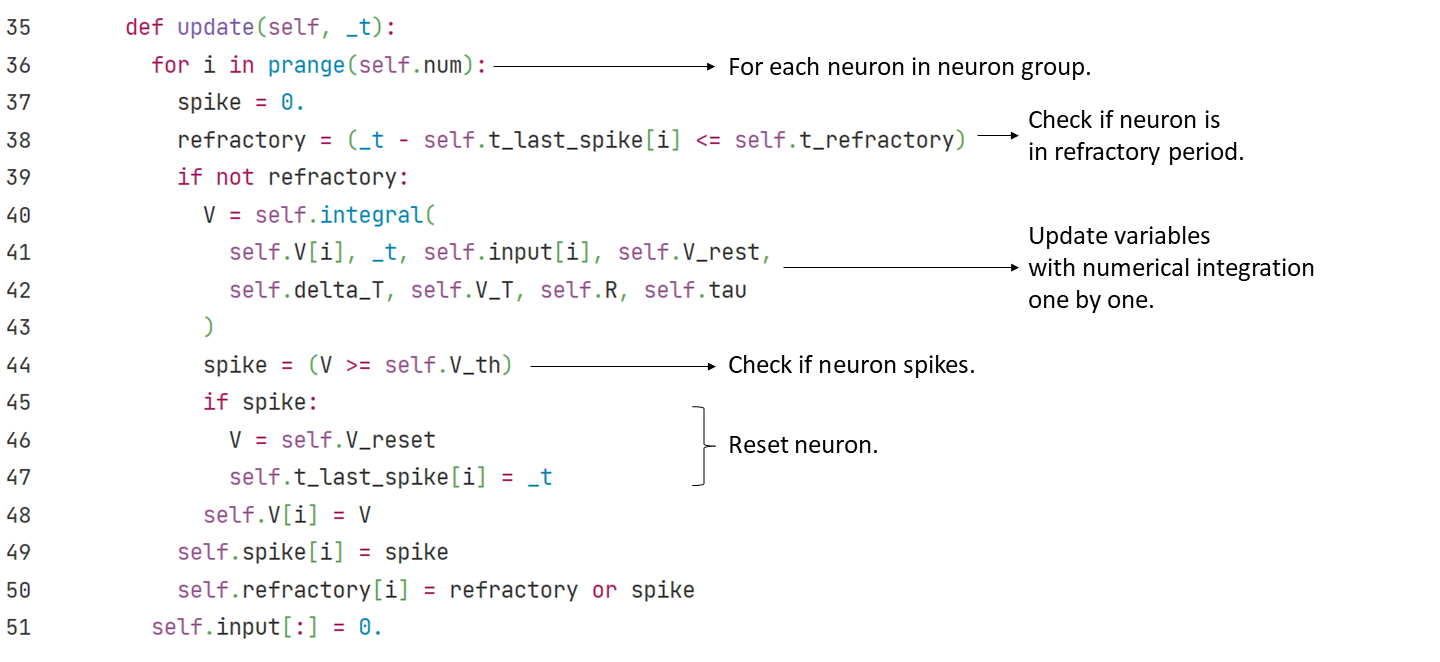 35 def update(self, _t):
36 for i in prange(self.num): For each neuron in neuron group.
37 spike = 0.
38 refractory = (_t - self.t_last_spike[i] <= self.t_refractory) Check if neuron is
in refractory period.
39 if not refractory:
40 V = self.integral(
41 self.V[i], _t, self.input[i], self.V_rest, Update variables
with numerical integration
one by one.
42 self.delta_T, self.V_T, self.R, self.tau
43 )
44 spike = (V >= self.V_th) Check if neuron spikes.
45 if spike:
46 V = self.V_reset Reset neuron.
47 self.t_last_spike[i] = _t
48 self.V[i] = V
49 self.spike[i] = spike
50 self.refractory[i] = refractory or spike
51 self.input[:] = 0.